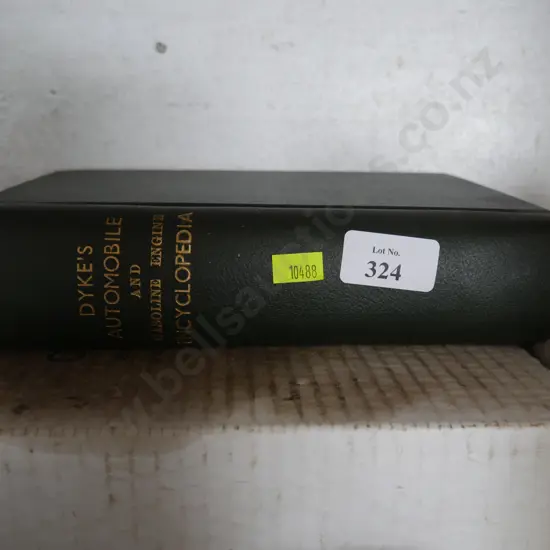 DYKE'S
AUTOMOBILE
AND
GASOLINE ENGINE
ENCYCLOPEDIA
10488
Lot No.
324